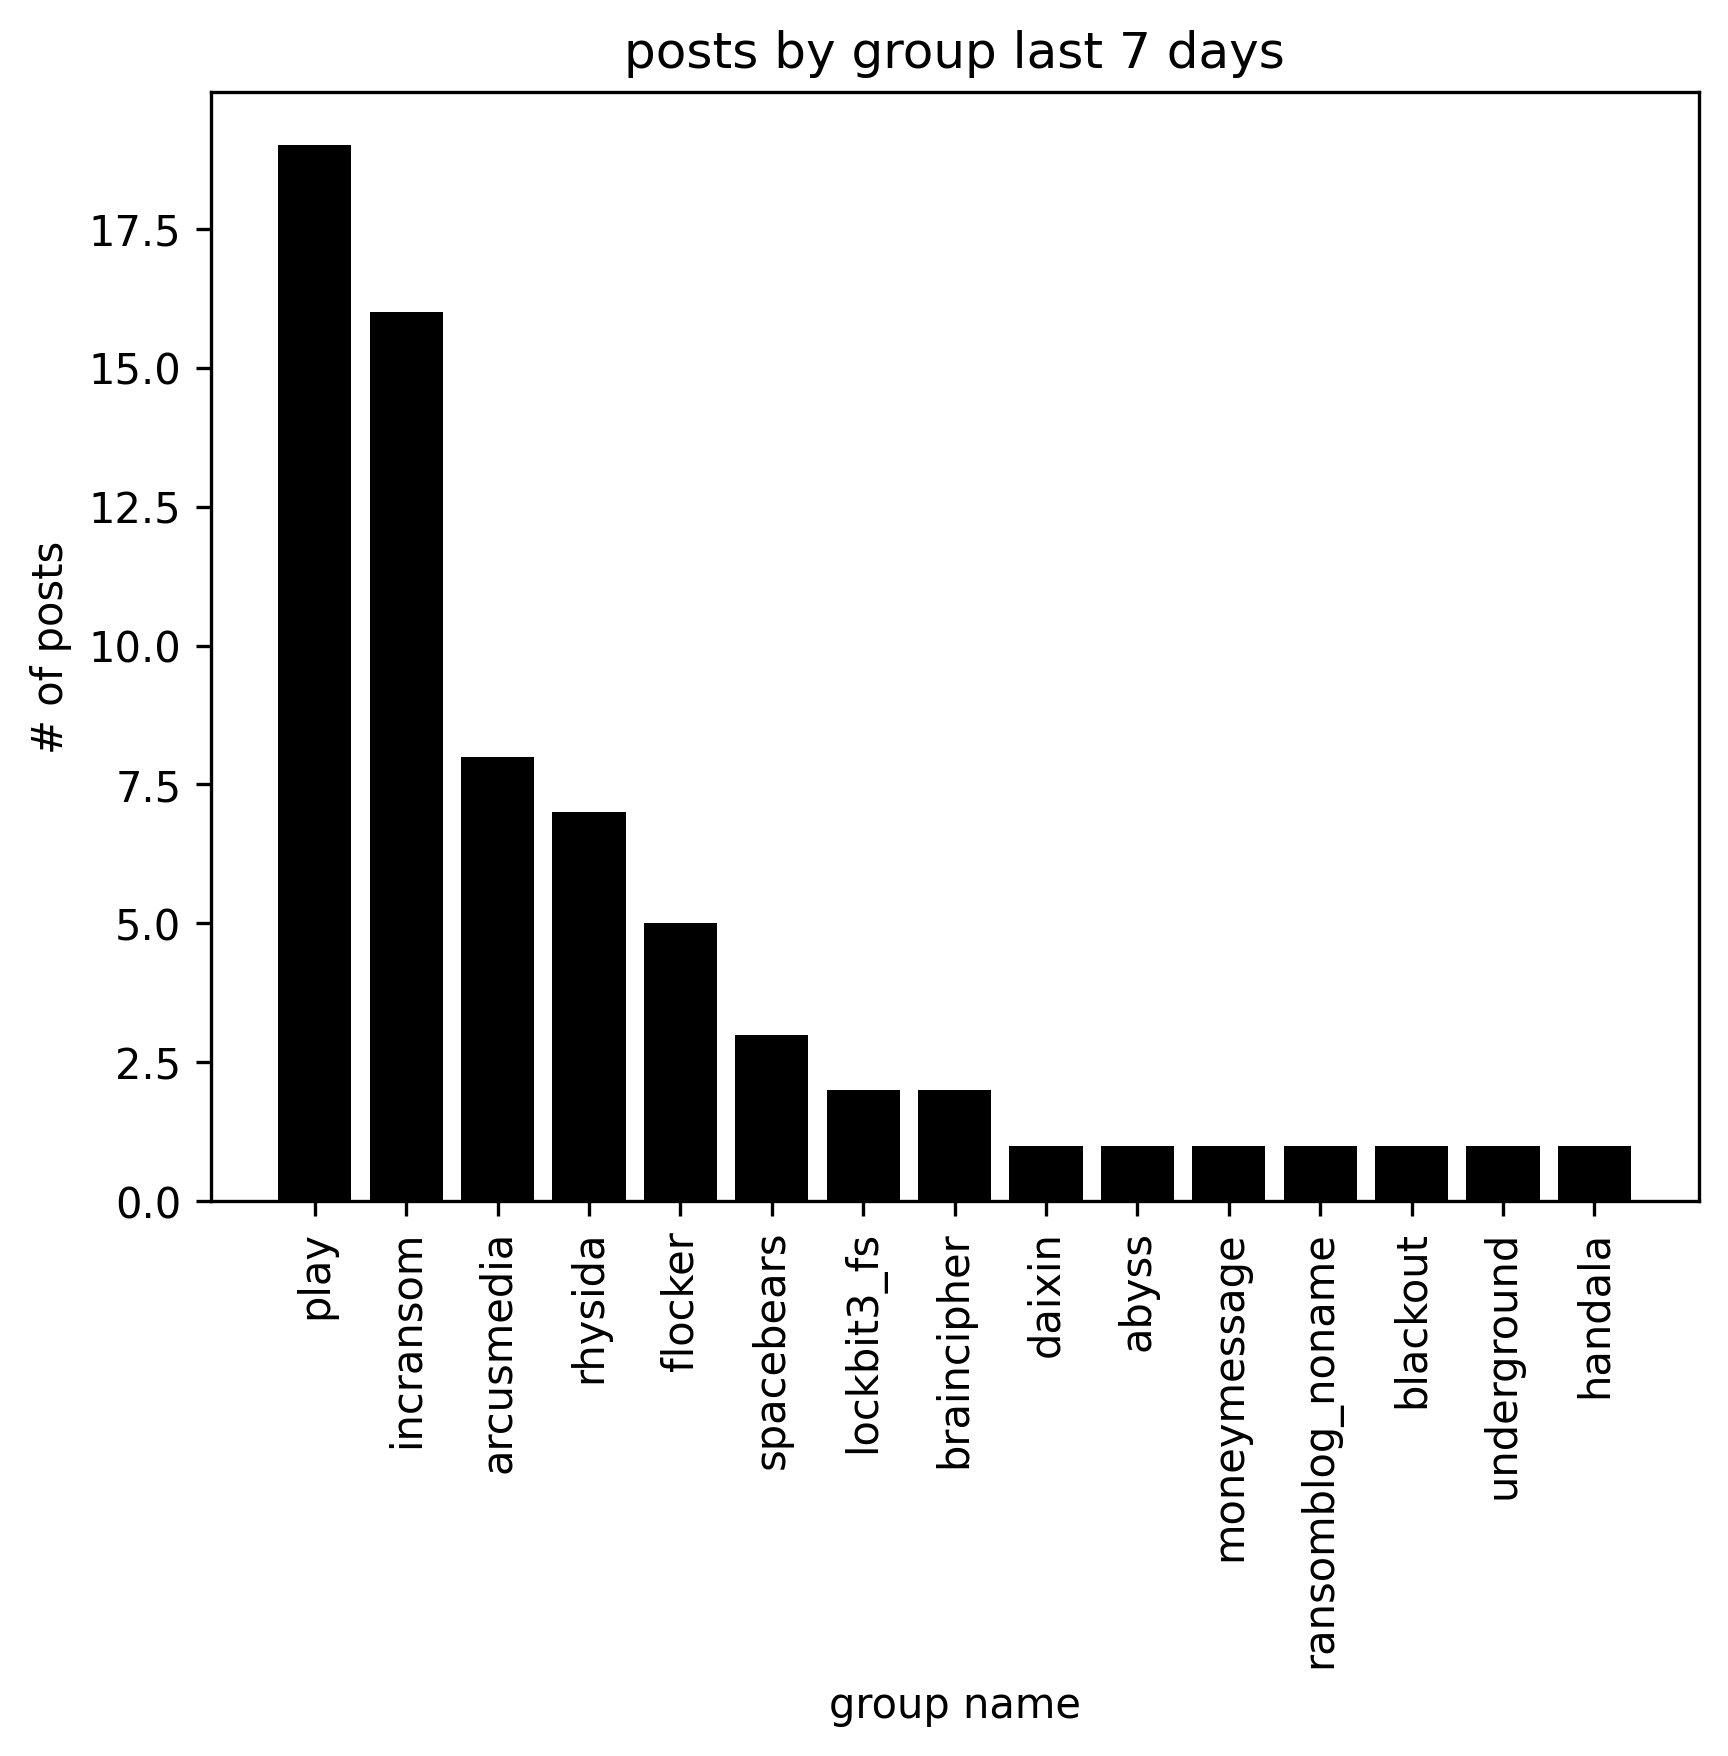 posts by group last 7 days
# of posts
17.5
15.0
12.5
10.0
7.5
5.0
2.5
0.0
play
incransom
arcusmedia
rhysida
flocker
spacebears
lockbit3_fs
braincipher
daixin
abyss
moneymessage
ransomblog_noname
blackout
underground
handala
group name